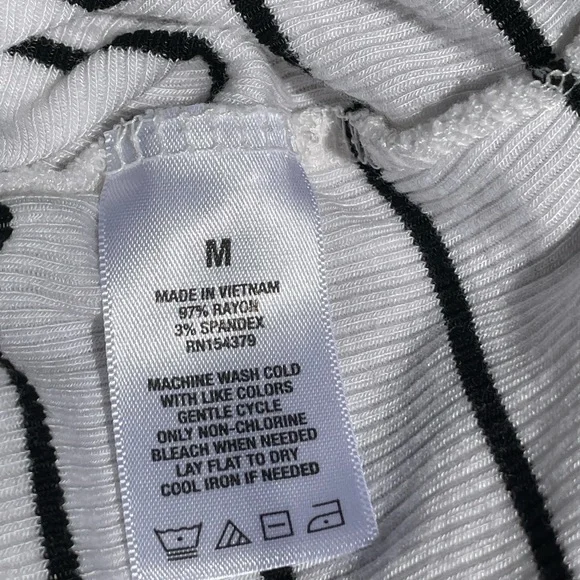 M
MADE IN VIETNAM
97% RAYON
3% SPANDEX
RN154379
MACHINE WASH COLD
WITH LIKE COLORS
GENTLE CYCLE
ONLY NON-CHLORINE
BLEACH WHEN NEEDED
LAY FLAT TO DRY
COOL IRON IF NEEDED